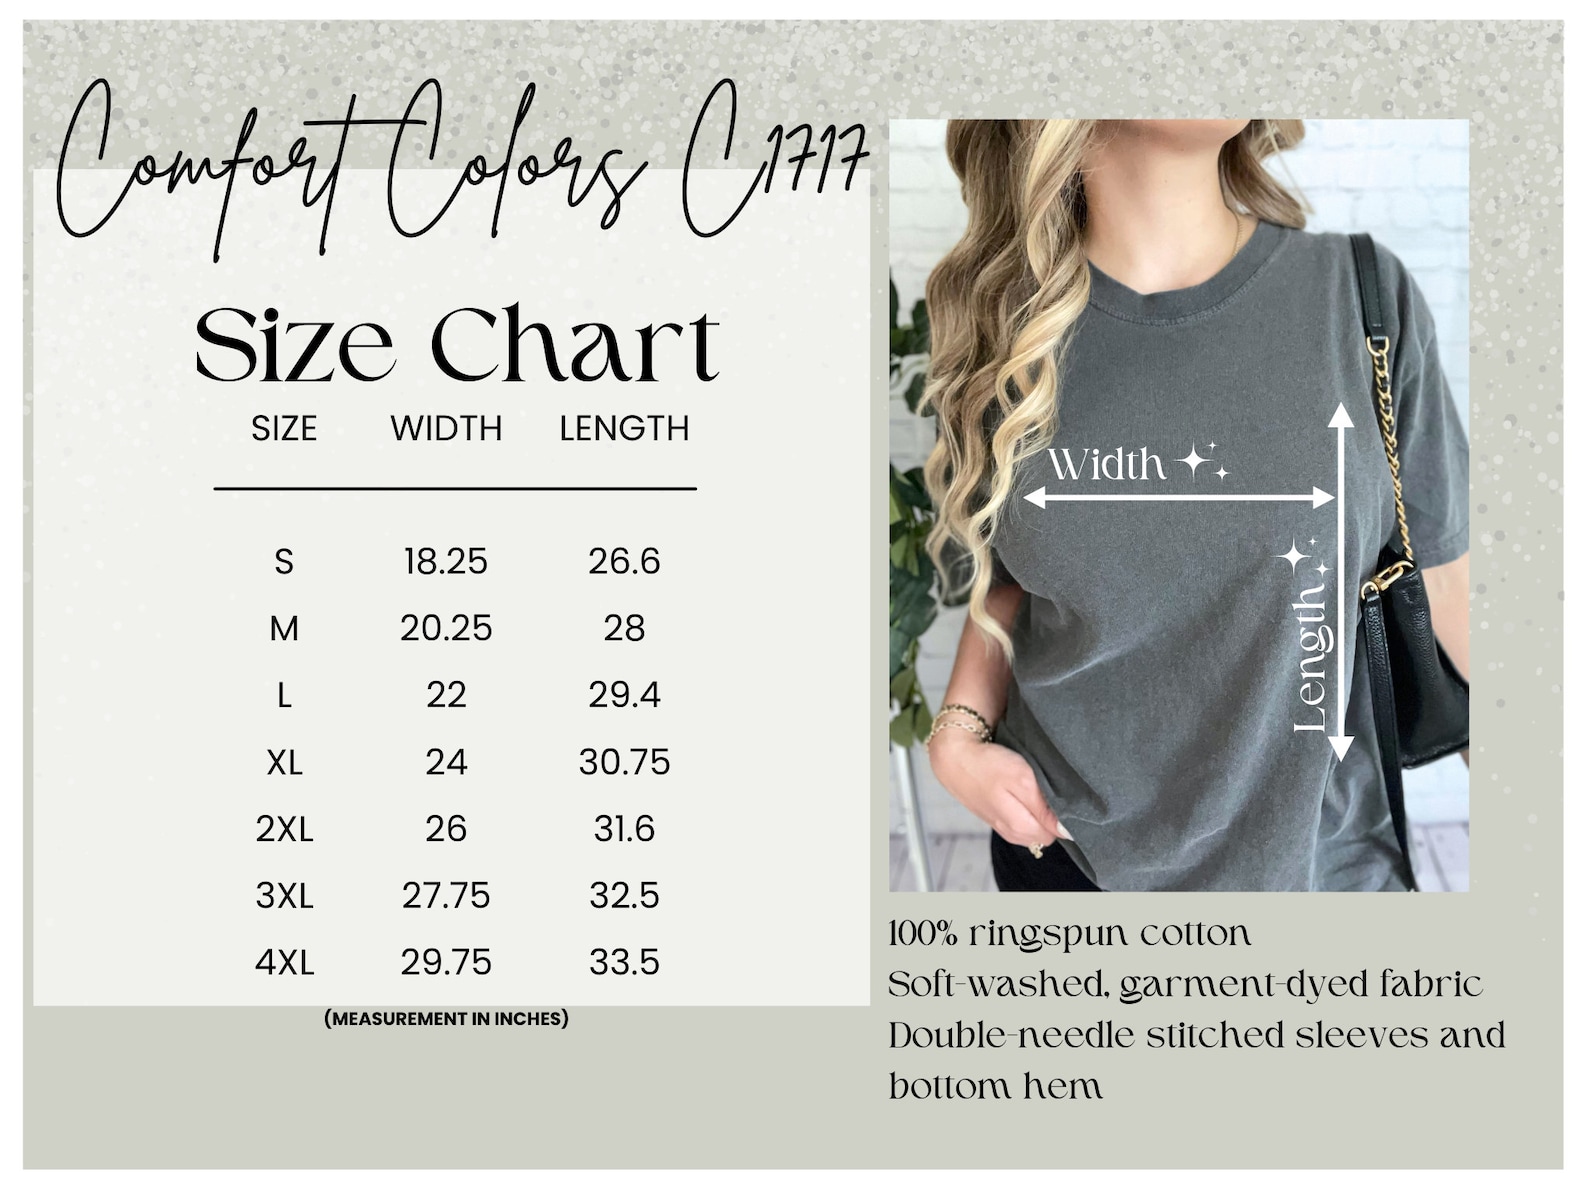 Comfort Colors C1717
Size Chart
SIZE WIDTH LENGTH
S 18.25 26.6
M 20.25 28
L 22 29.4
XL 24 30.75
2XL 26 31.6
3XL 27.75 32.5
4XL 29.75 33.5
(MEASUREMENT IN INCHES)
Width
Length
100% ringspun cotton
Soft-washed, garment-dyed fabric
Double-needle stitched sleeves and
bottom hem